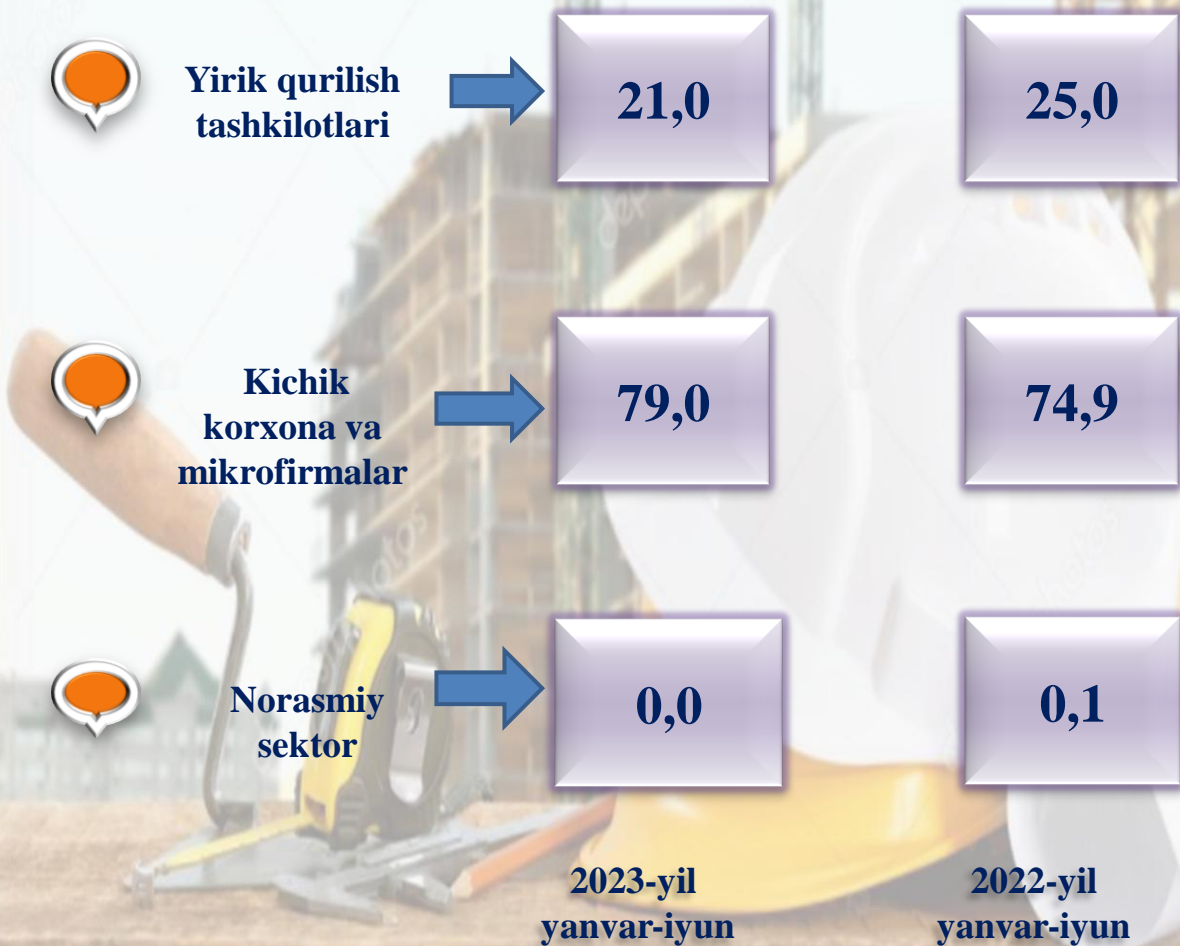 Yirik qurilish
tashkilotlari
21,0
25,0
Kichik
korxona va
mikrofirmalar
79,0
74,9
Norasmiy
sektor
0,0
0,1
2023-yil
yanvar-iyun
2022-yil
yanvar-iyun